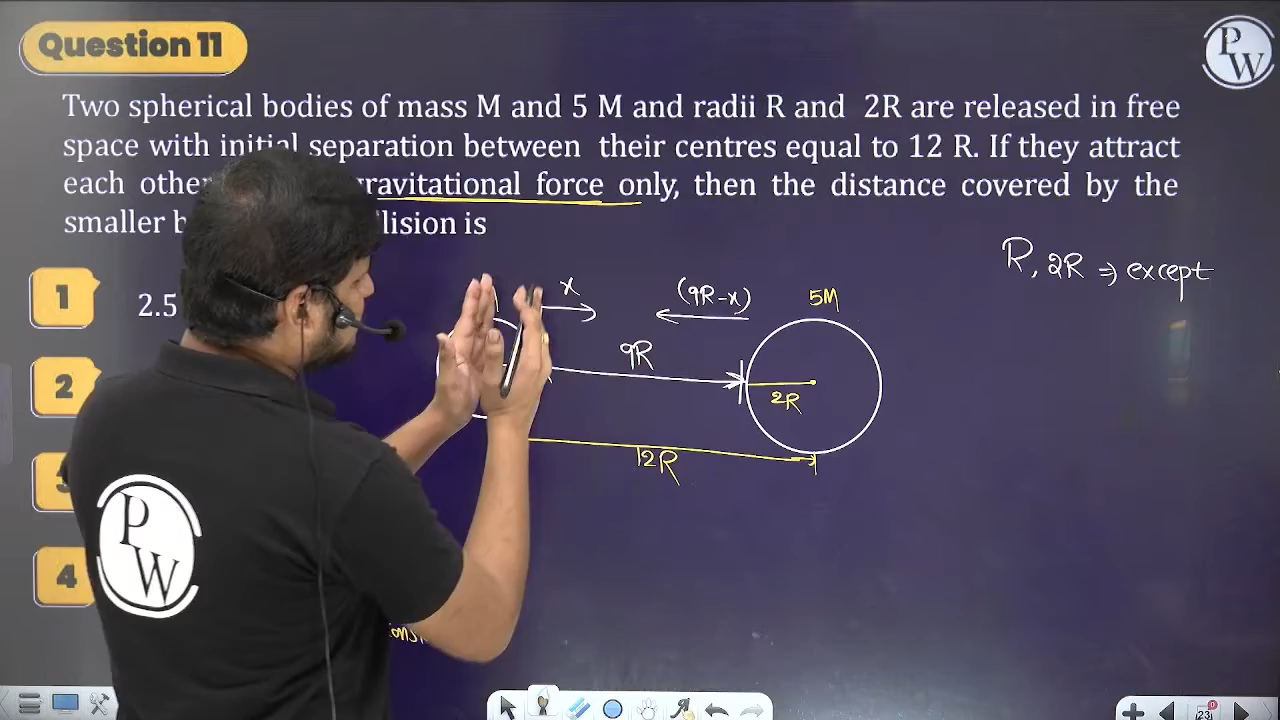 Question 11
P
W
Two spherical bodies of mass M and 5 M and radii R and 2R are released in free
space with initial separation between their centres equal to 12 R. If they attract
each other gravitational force only, then the distance covered by the
smaller is
R, 2R ⇒ except
1
2.5
x
(9R-x)
5M
9R
2
2R
12R
4
P
W
23